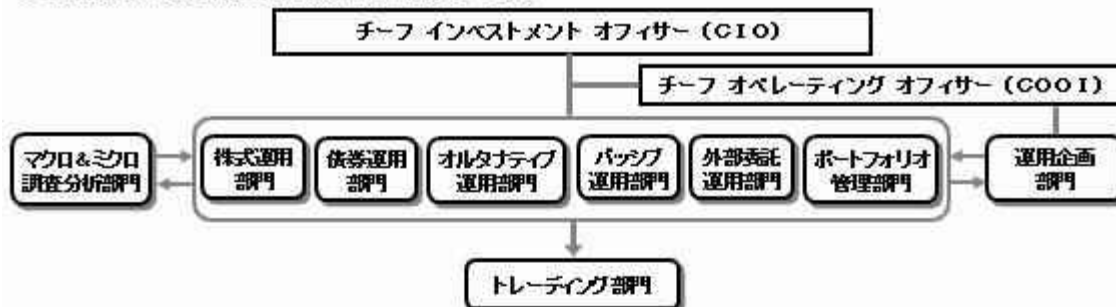 チーフ インベストメント オフィサー (CIO)
チーフ オペレーティング オフィサー (COOI)
マクロ&ミクロ
調査分析部門
株式運用
部門
債券運用
部門
オルタナティブ
運用部門
パッシブ
運用部門
外部委託
運用部門
ポートフォリオ
管理部門
運用企画
部門
トレーディング部門